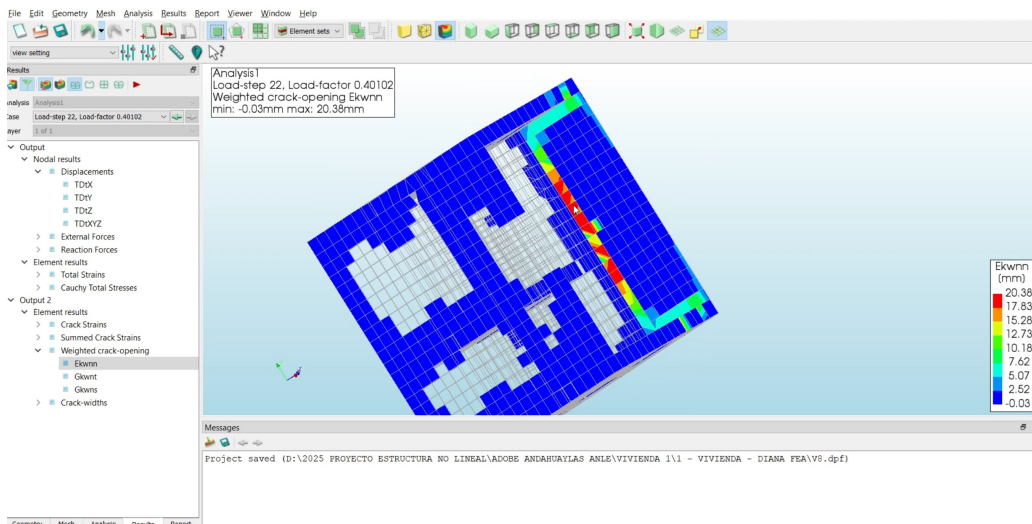 File Edit Geometry Mesh Analysis Results Report Viewer Window Help
Element sets
view setting
Results
Analysis Analysis1
Case Load-step 22, Load-factor 0.40102
Layer 1 of 1
Output
Nodal results
Displacements
TDtX
TDtY
TDtZ
TDtXYZ
External Forces
Reaction Forces
Element results
Total Strains
Cauchy Total Stresses
Output 2
Element results
Crack Strains
Summed Crack Strains
Weighted crack-opening
Ekwnn
Gkwnt
Gkwns
Crack-widths
Analysis1
Load-step 22, Load-factor 0.40102
Weighted crack-opening Ekwnn
min: -0.03mm max: 20.38mm
Ekwnn
(mm)
20.38
17.83
15.28
12.73
10.18
7.62
5.07
2.52
-0.03
Messages
Project saved (D:\2025 PROYECTO ESTRUCTURA NO LINEAL\ADOBE ANDAHUAYLAS ANLE\VIVIENDA 1\1 - VIVIENDA - DIANA FEA\V8.dpf)
Geometry Mesh Analysis Results Report